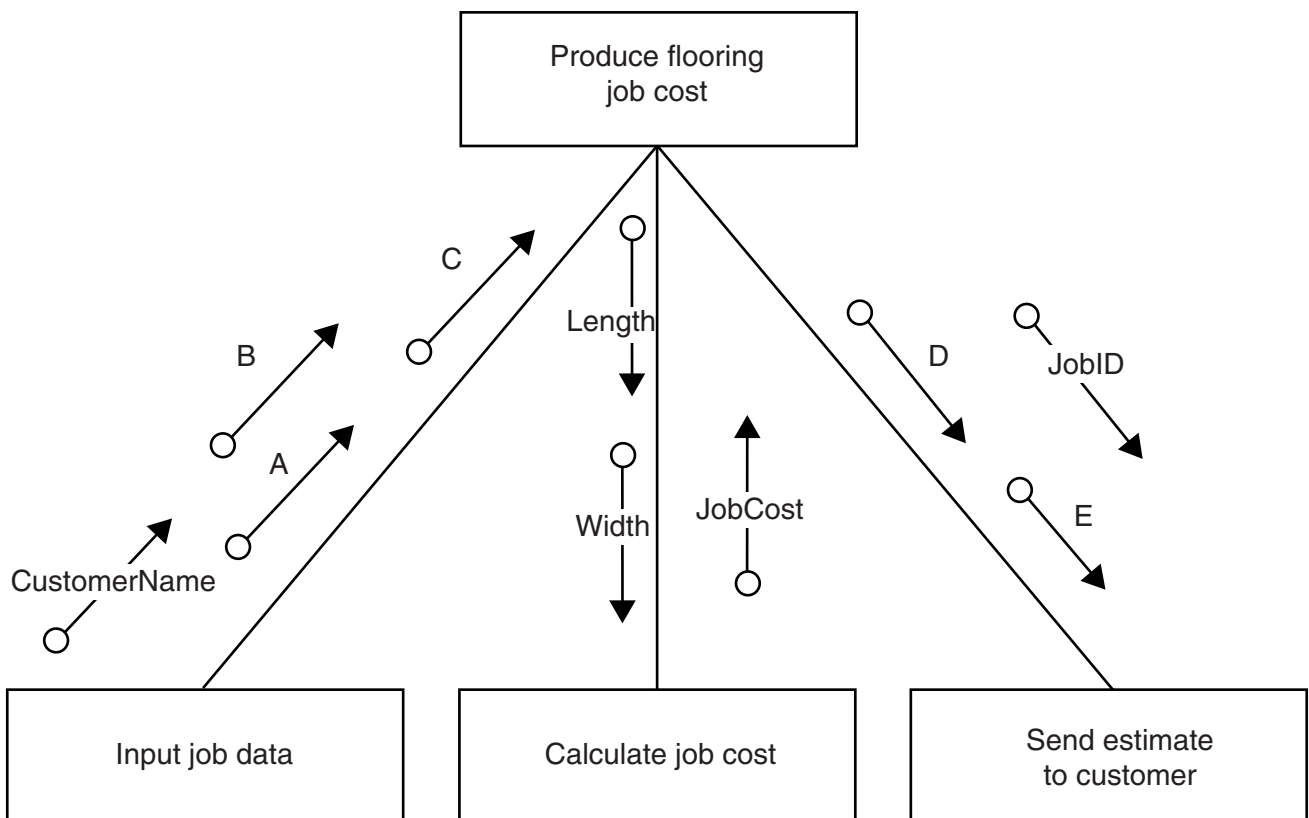 Produce flooring
job cost
C
Length
B
D
JobID
A
Width
JobCost
E
CustomerName
Input job data
Calculate job cost
Send estimate
to customer